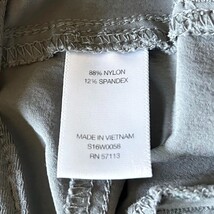 88% NYLON
12% SPANDEX
MADE IN VIETNAM
S16W0058
RN 57113